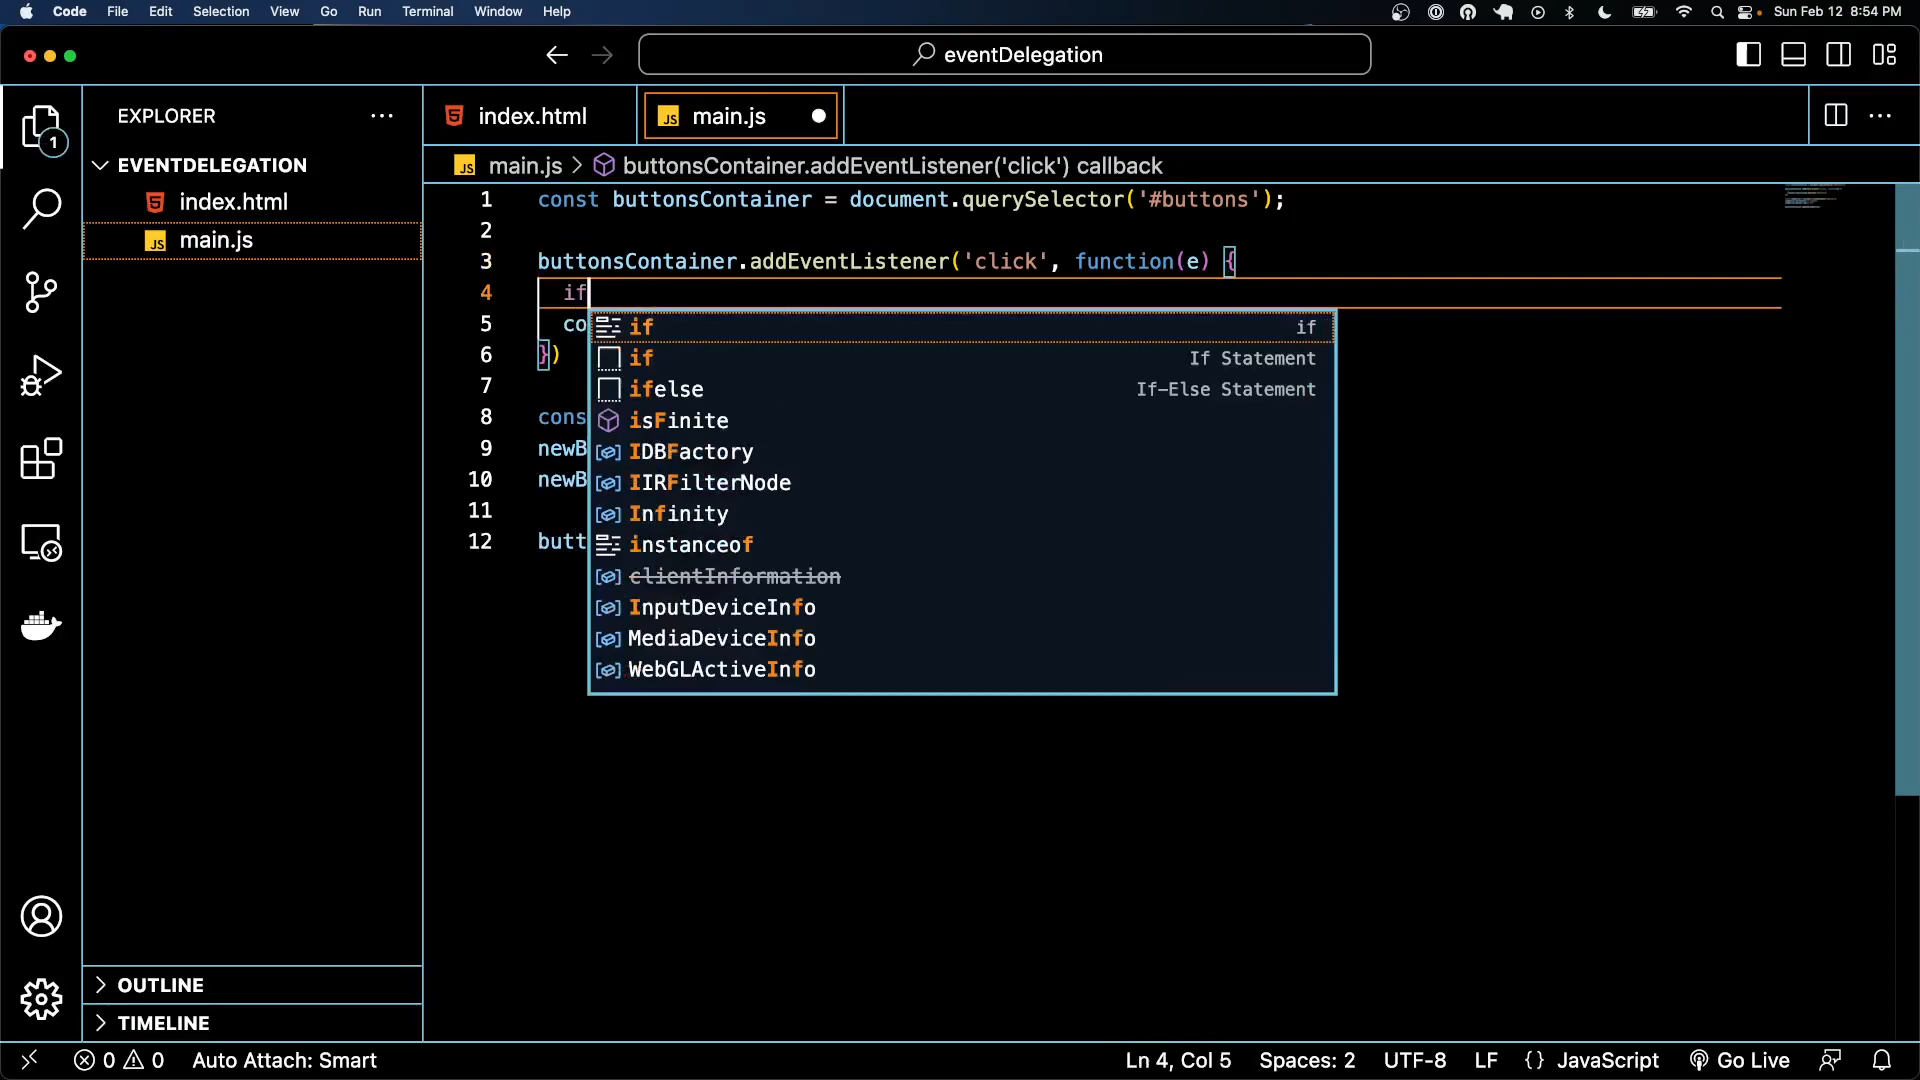 Code File Edit Selection View Go Run Terminal Window Help
Sun Feb 12 8:54 PM
eventDelegation
EXPLORER
index.html
JS main.js
1
EVENTDELEGATION
JS main.js > buttonsContainer.addEventListener('click') callback
index.html
JS main.js
1 const buttonsContainer = document.querySelector('#buttons');
2
3 buttonsContainer.addEventListener('click', function(e) {
4 if
5 co
6 })
7
8 cons
9 newB
10 newB
11
12 butt
if if
if If Statement
ifelse If-Else Statement
isFinite
IDBFactory
IIRFilterNode
Infinity
instanceof
clientInformation
InputDeviceInfo
MediaDeviceInfo
WebGLActiveInfo
OUTLINE
TIMELINE
0 0 Auto Attach: Smart
Ln 4, Col 5 Spaces: 2 UTF-8 LF {} JavaScript Go Live